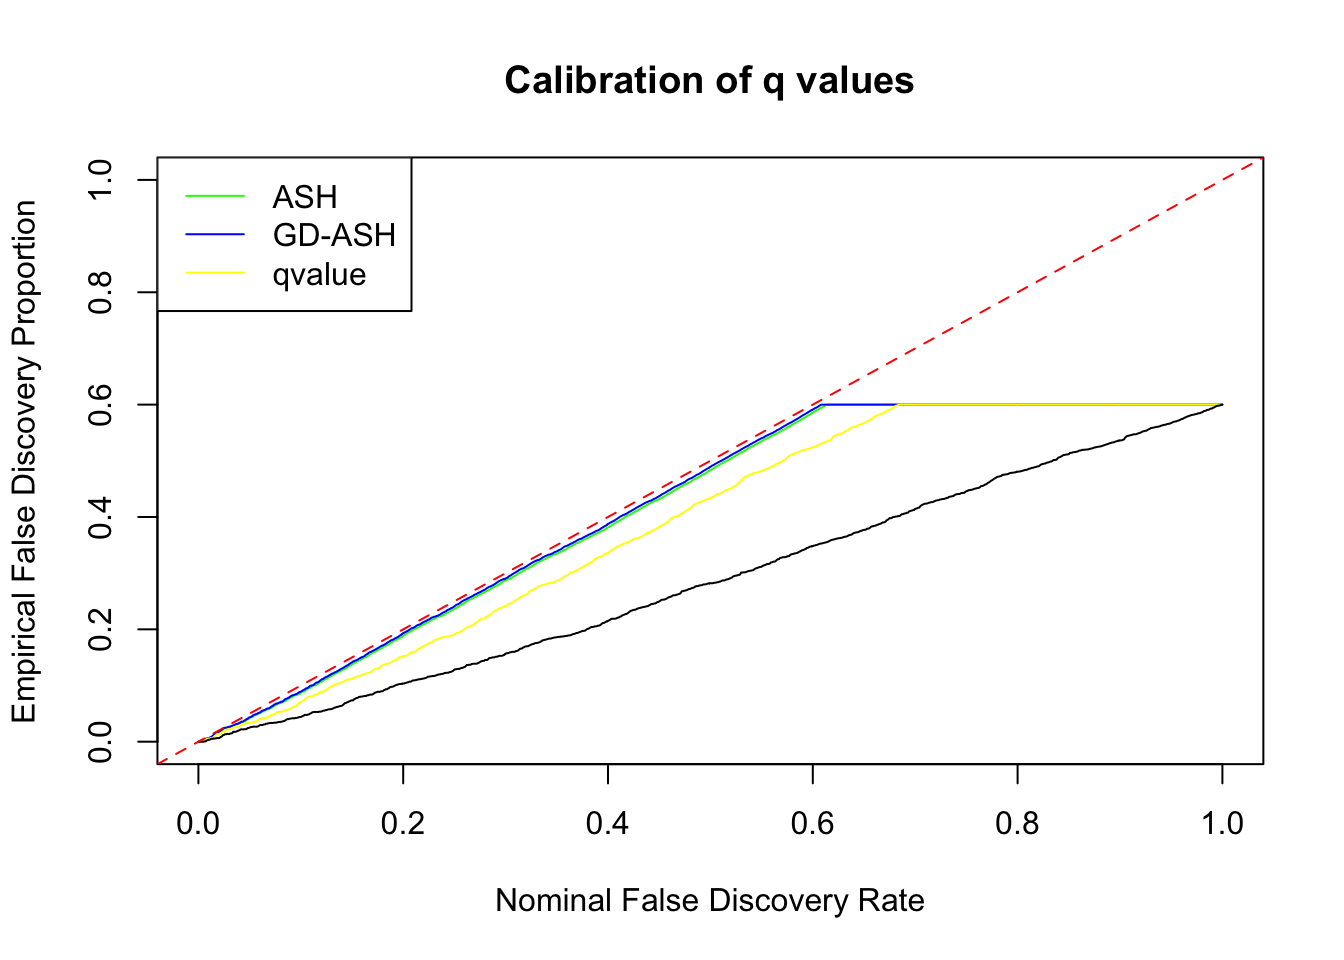 Calibration of q values
ASH
GD-ASH
qvalue
Empirical False Discovery Proportion
1.0
0.8
0.6
0.4
0.2
0.0
0.0 0.2 0.4 0.6 0.8 1.0
Nominal False Discovery Rate